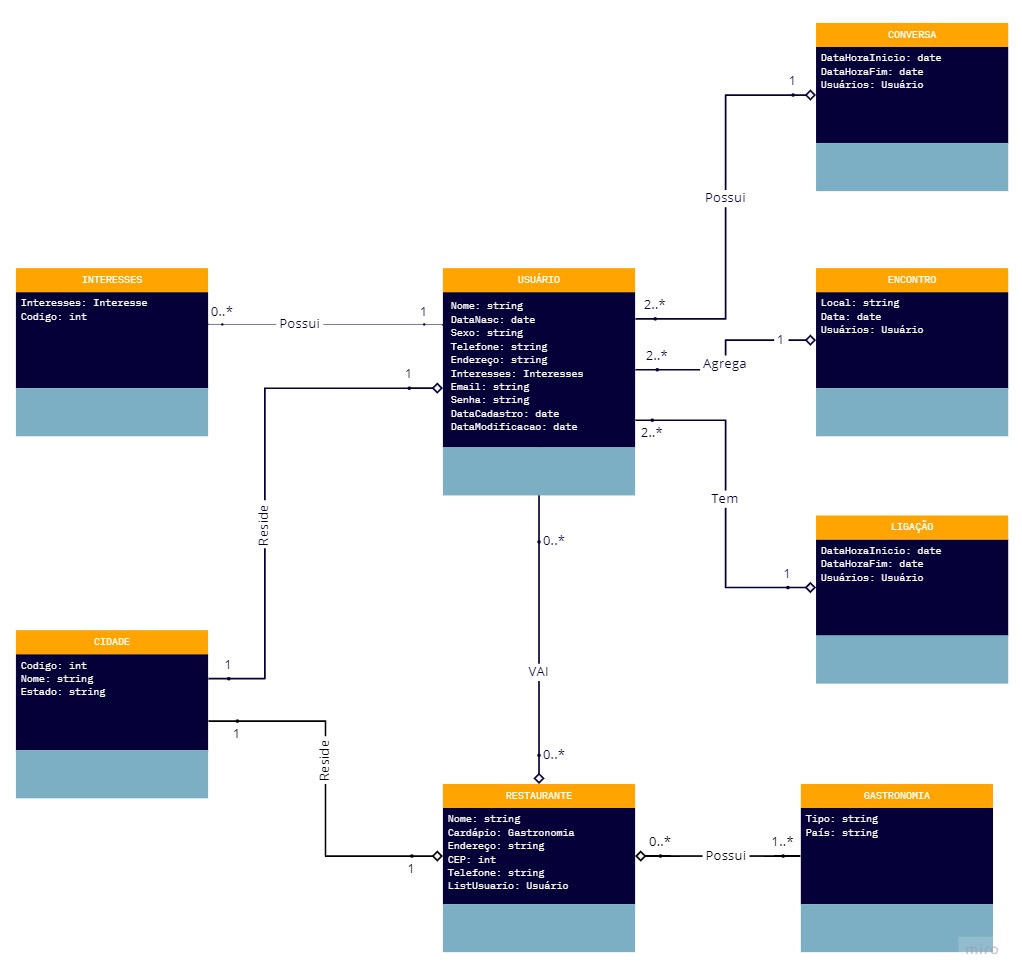 CONVERSA
DataHoraInicio: date
DataHoraFim: date
Usuários: Usuário
1
Possui
INTERESSES
Interesses: Interesse
Codigo: int
0..*
Possui
1
USUÁRIO
Nome: string
DataNasc: date
Sexo: string
Telefone: string
Endereço: string
Interesses: Interesses
Email: string
Senha: string
DataCadastro: date
DataModificacao: date
2..*
2..*
Agrega
1
2..*
ENCONTRO
Local: string
Data: date
Usuários: Usuário
1
Reside
Tem
0..*
1
LIGAÇÃO
DataHoraInicio: date
DataHoraFim: date
Usuários: Usuário
CIDADE
Codigo: int
Nome: string
Estado: string
1
1
Reside
1
VAI
0..*
RESTAURANTE
Nome: string
Cardápio: Gastronomia
Endereço: string
CEP: int
Telefone: string
ListUsuario: Usuário
0..*
Possui
1..*
GASTRONOMIA
Tipo: string
País: string
miro